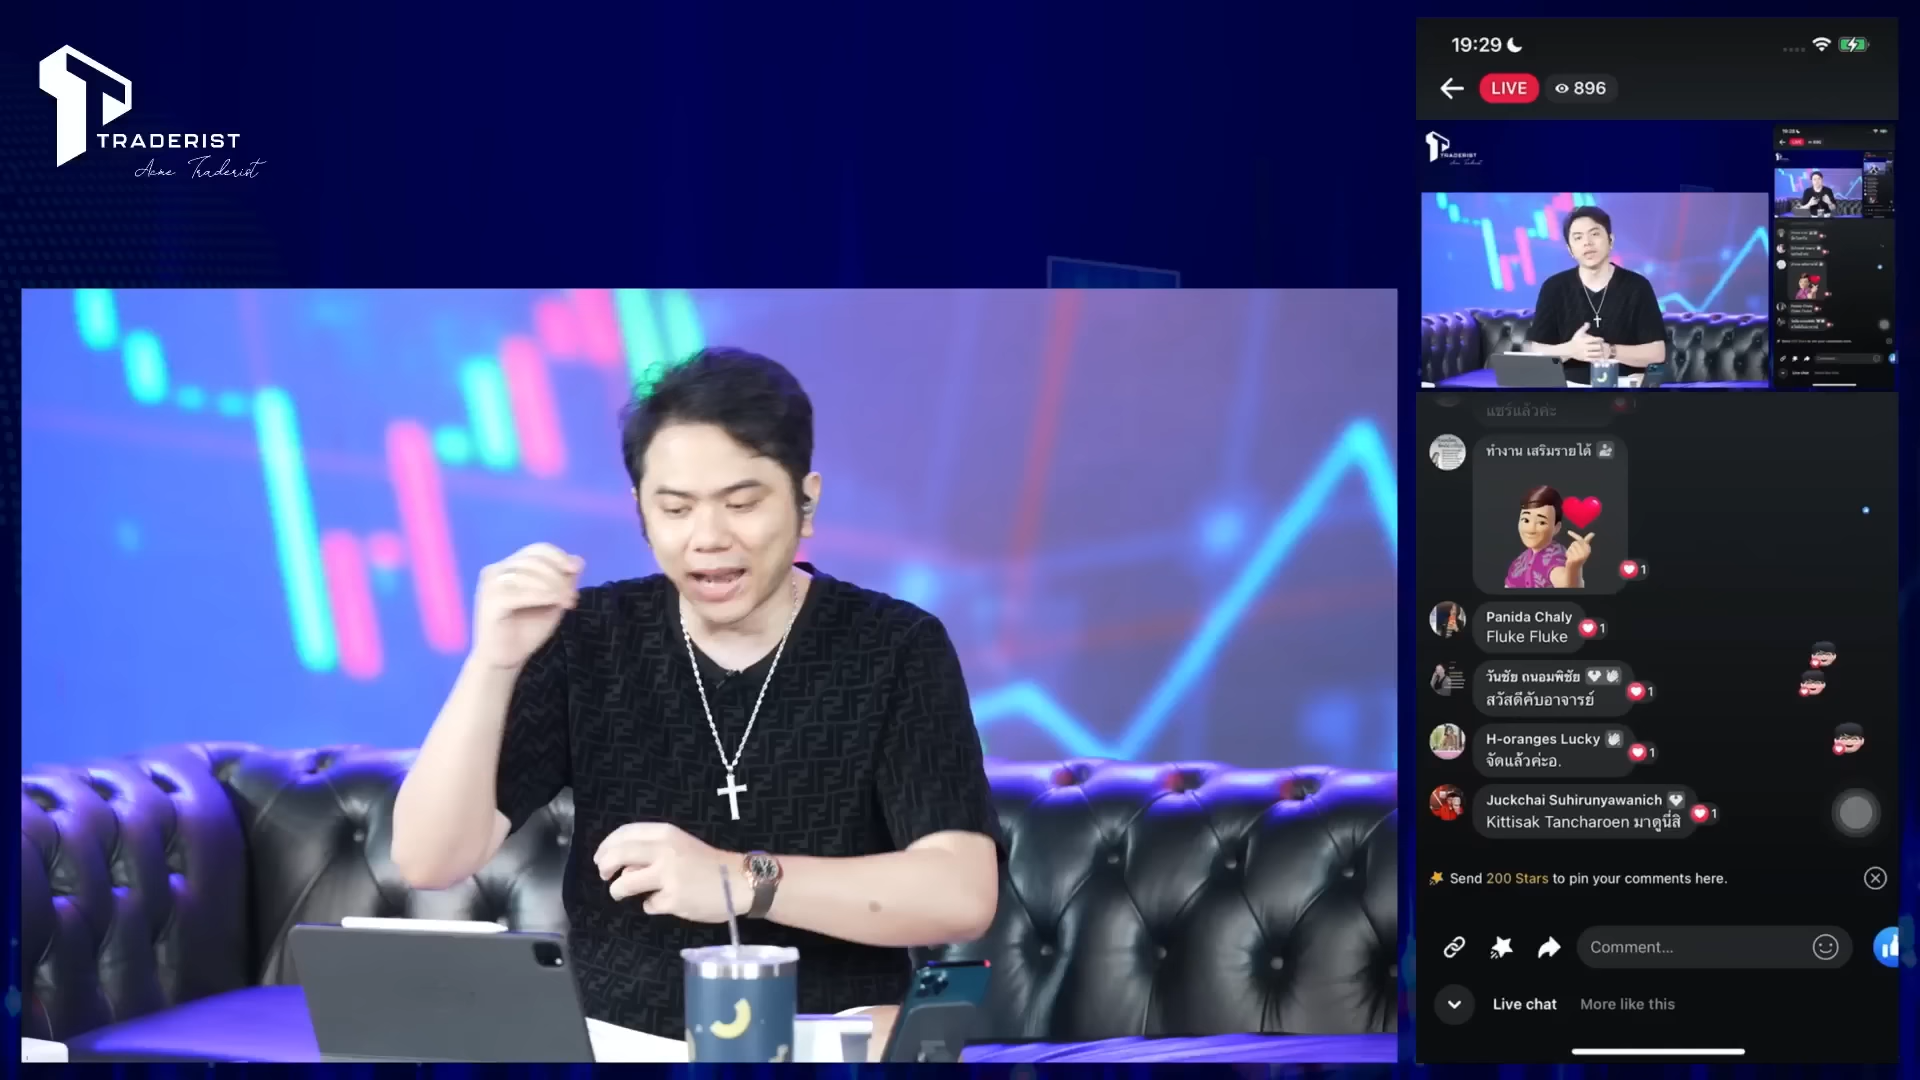 TRADERIST
Acme Traderist
19:29
LIVE
896
TRADERIST
แชร์แล้วค่ะ
ทำงาน เสริมรายได้
1
Panida Chaly
Fluke Fluke
1
วันชัย ถนอมพิชัย
สวัสดีคับอาจารย์
1
H-oranges Lucky
จัดแล้วค่ะอ.
1
Juckchai Suhirunyawanich
Kittisak Tancharoen มาดูนี่สิ
1
Send 200 Stars to pin your comments here.
Comment...
Live chat
More like this